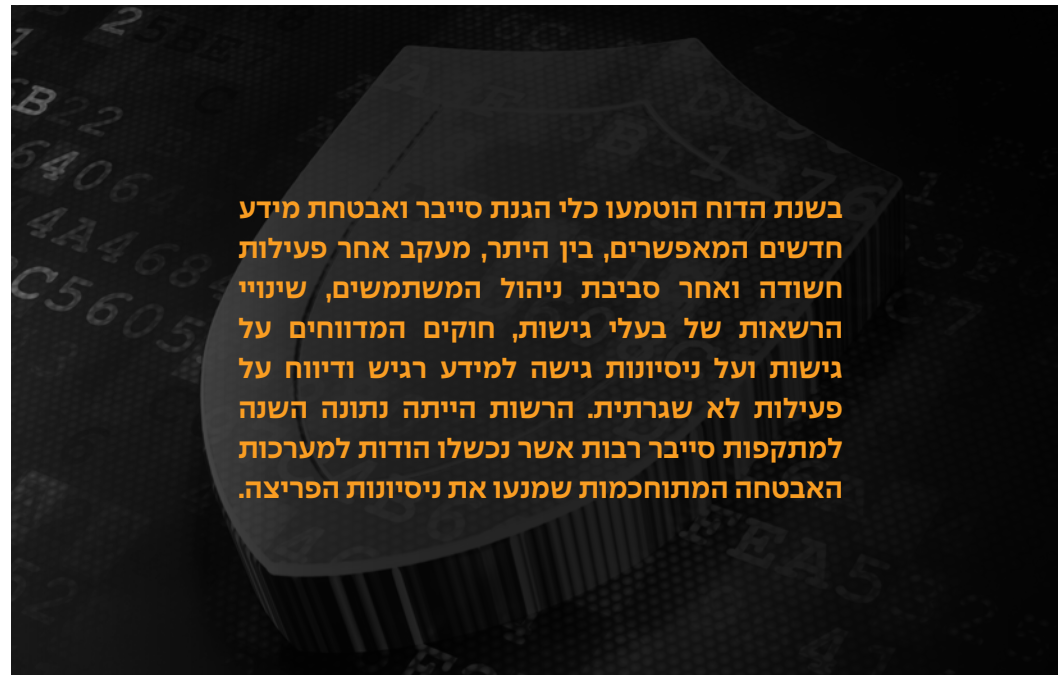 בשנת הדוח הוטמעו כלי הגנת סייבר ואבטחת מידע
חדשים המאפשרים, בין היתר, מעקב אחר פעילות
חשודה ואחר סביבת ניהול המשתמשים, שינויי
הרשאות של בעלי גישות, חוקים המדווחים על
גישות ועל ניסיונות גישה למידע רגיש ודיווח על
פעילות לא שגרתית. הרשות הייתה נתונה השנה
למתקפות סייבר רבות אשר נכשלו הודות למערכות
האבטחה המתוחכמות שמנעו את ניסיונות הפריצה.